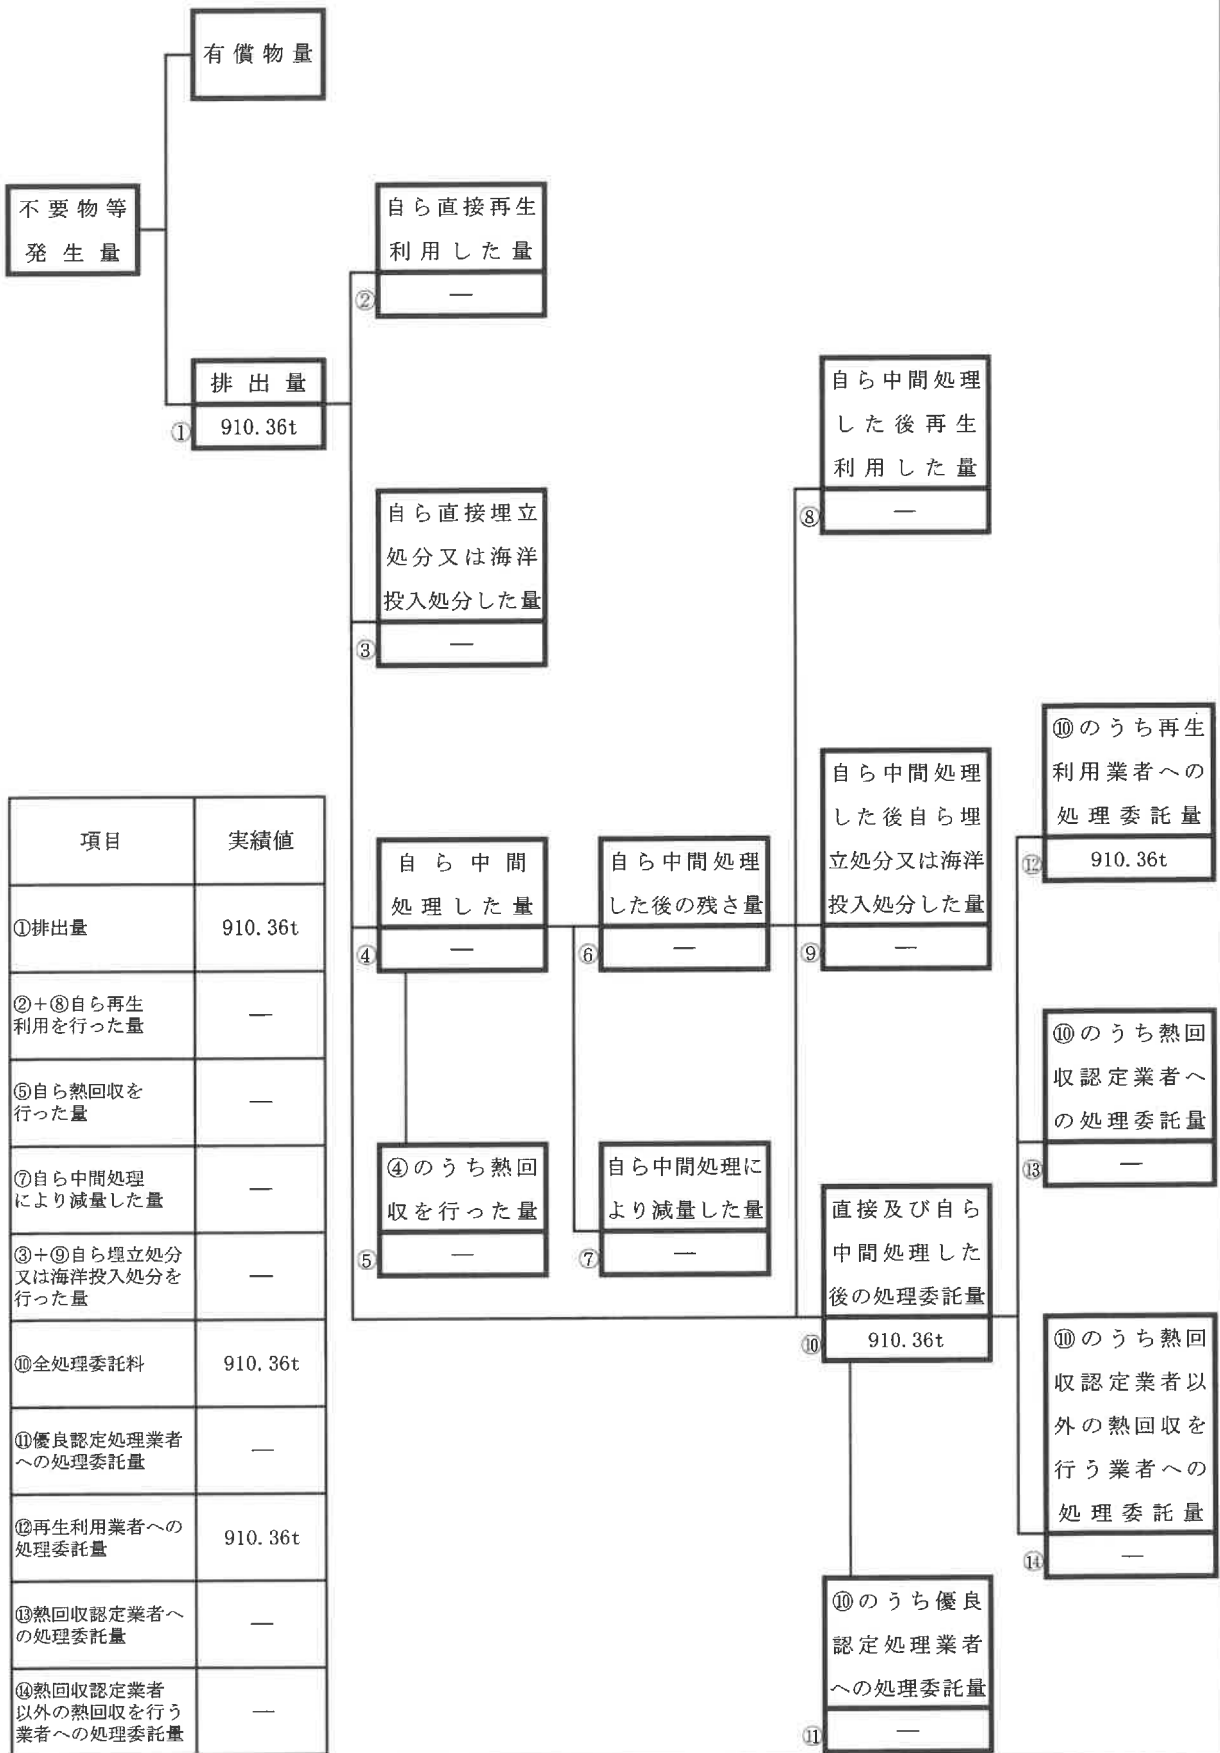 有償物量
不要物等
発生量
排出量
① 910.36t
自ら直接再生
利用した量
② ―
自ら直接埋立
処分又は海洋
投入処分した量
③ ―
自ら中間
処理した量
④ ―
④のうち熱回
収を行った量
⑤ ―
自ら中間処理
した後の残さ量
⑥ ―
自ら中間処理に
より減量した量
⑦ ―
自ら中間処理
した後再生
利用した量
⑧ ―
自ら中間処理
した後自ら埋
立処分又は海洋
投入処分した量
⑨ ―
直接及び自ら
中間処理した
後の処理委託量
⑩ 910.36t
⑩のうち優良
認定処理業者
への処理委託量
⑪ ―
⑩のうち再生
利用業者への
処理委託量
⑫ 910.36t
⑩のうち熱回
収認定業者へ
の処理委託量
⑬ ―
⑩のうち熱回
収認定業者以
外の熱回収を
行う業者への
処理委託量
⑭ ―
項目 実績値
①排出量 910.36t
②+⑧自ら再生
利用を行った量 ―
⑤自ら熱回収を
行った量 ―
⑦自ら中間処理
により減量した量 ―
③+⑨自ら埋立処分
又は海洋投入処分を
行った量 ―
⑩全処理委託料 910.36t
⑪優良認定処理業者
への処理委託量 ―
⑫再生利用業者への
処理委託量 910.36t
⑬熱回収認定業者へ
の処理委託量 ―
⑭熱回収認定業者
以外の熱回収を行う
業者への処理委託量 ―